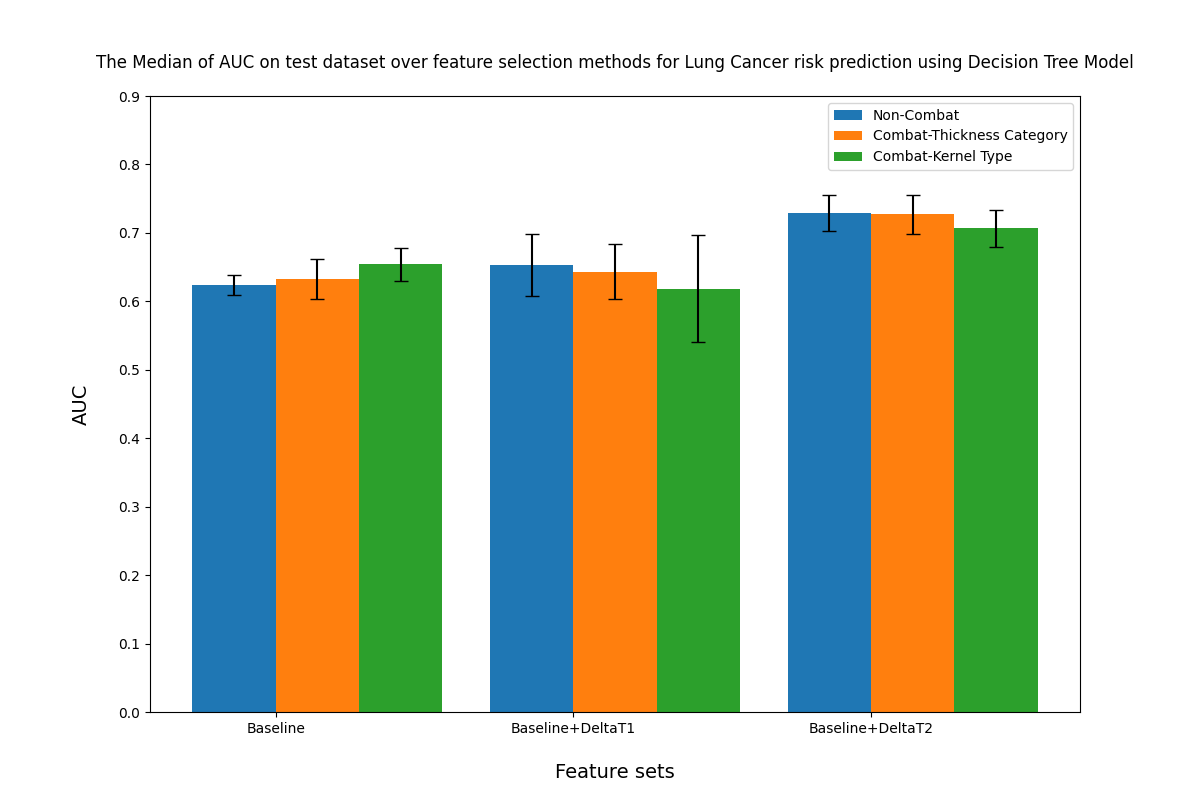 The Median of AUC on test dataset over feature selection methods for Lung Cancer risk prediction using Decision Tree Model
Non-Combat
Combat-Thickness Category
Combat-Kernel Type
AUC
0.9
0.8
0.7
0.6
0.5
0.4
0.3
0.2
0.1
0.0
Baseline
Baseline+DeltaT1
Baseline+DeltaT2
Feature sets